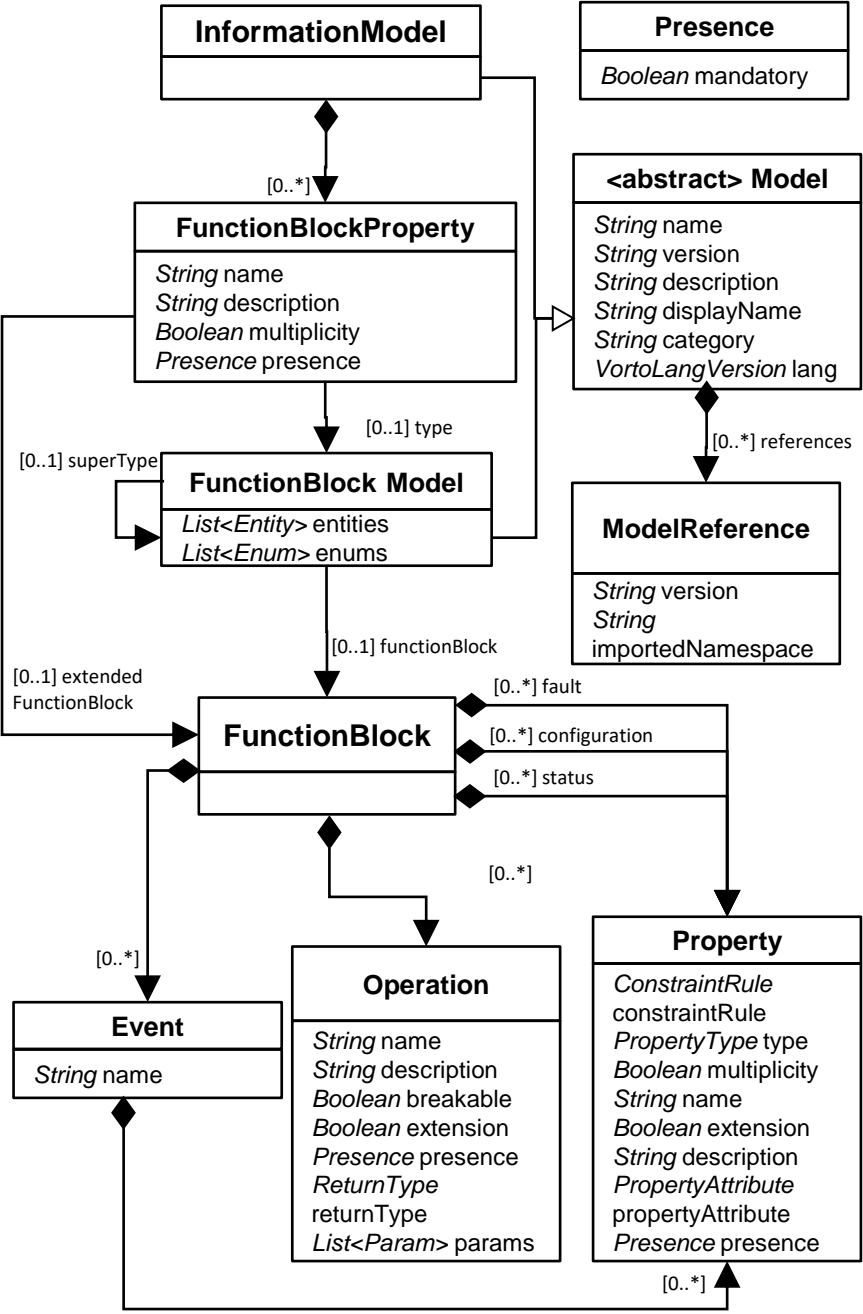 InformationModel
Presence
Boolean mandatory
[0..*]
<abstract> Model
String name
String version
String description
String displayName
String category
VortoLangVersion lang
FunctionBlockProperty
String name
String description
Boolean multiplicity
Presence presence
[0..1] type
[0..*] references
[0..1] superType
FunctionBlock Model
List<Entity> entities
List<Enum> enums
ModelReference
String version
String
importedNamespace
[0..1] functionBlock
[0..1] extended
FunctionBlock
FunctionBlock
[0..*] fault
[0..*] configuration
[0..*] status
[0..*]
[0..*]
Event
String name
Operation
String name
String description
Boolean breakable
Boolean extension
Presence presence
ReturnType
returnType
List<Param> params
Property
ConstraintRule
constraintRule
PropertyType type
Boolean multiplicity
String name
Boolean extension
String description
PropertyAttribute
propertyAttribute
Presence presence
[0..*]